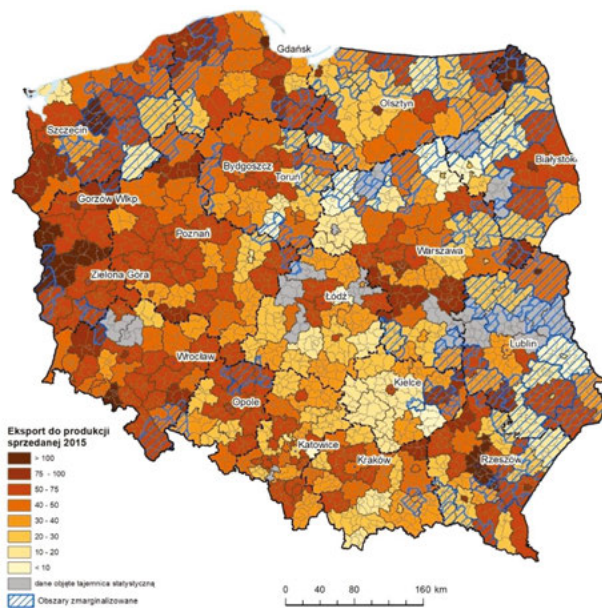 Gdańsk
Olsztyn
Szczecin
Białystok
Bydgoszcz
Toruń
Gorzów Wlkp
Poznań
Warszawa
Zielona Góra
Łódź
Lublin
Wrocław
Kielce
Opole
Katowice
Kraków
Rzeszów
Eksport do produkcji
sprzedanej 2015
> 100
75 - 100
50 - 75
40 - 50
30 - 40
20 - 30
10 - 20
< 10
dane objęte tajemnica statystyczną
Obszary zmarginalizowane
0 40 80 160 km